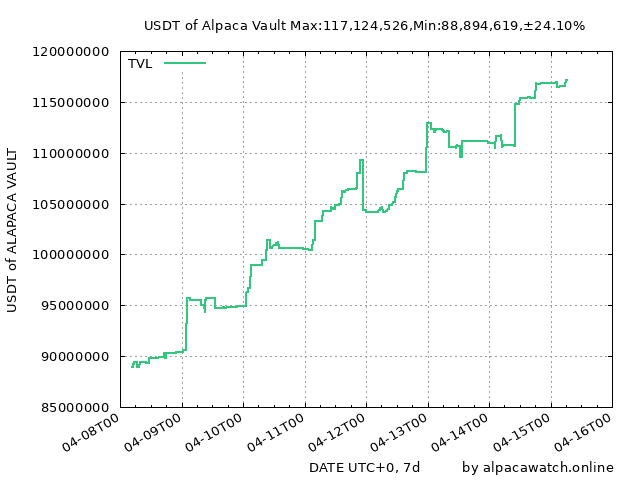 USDT of Alpaca Vault Max:117,124,526,Min:88,894,619,±24.10%
TVL
120000000
115000000
110000000
105000000
100000000
95000000
90000000
85000000
USDT of ALAPACA VAULT
04-08T00
04-09T00
04-10T00
04-11T00
04-12T00
04-13T00
04-14T00
04-15T00
04-16T00
DATE UTC+0, 7d by alpacawatch.online